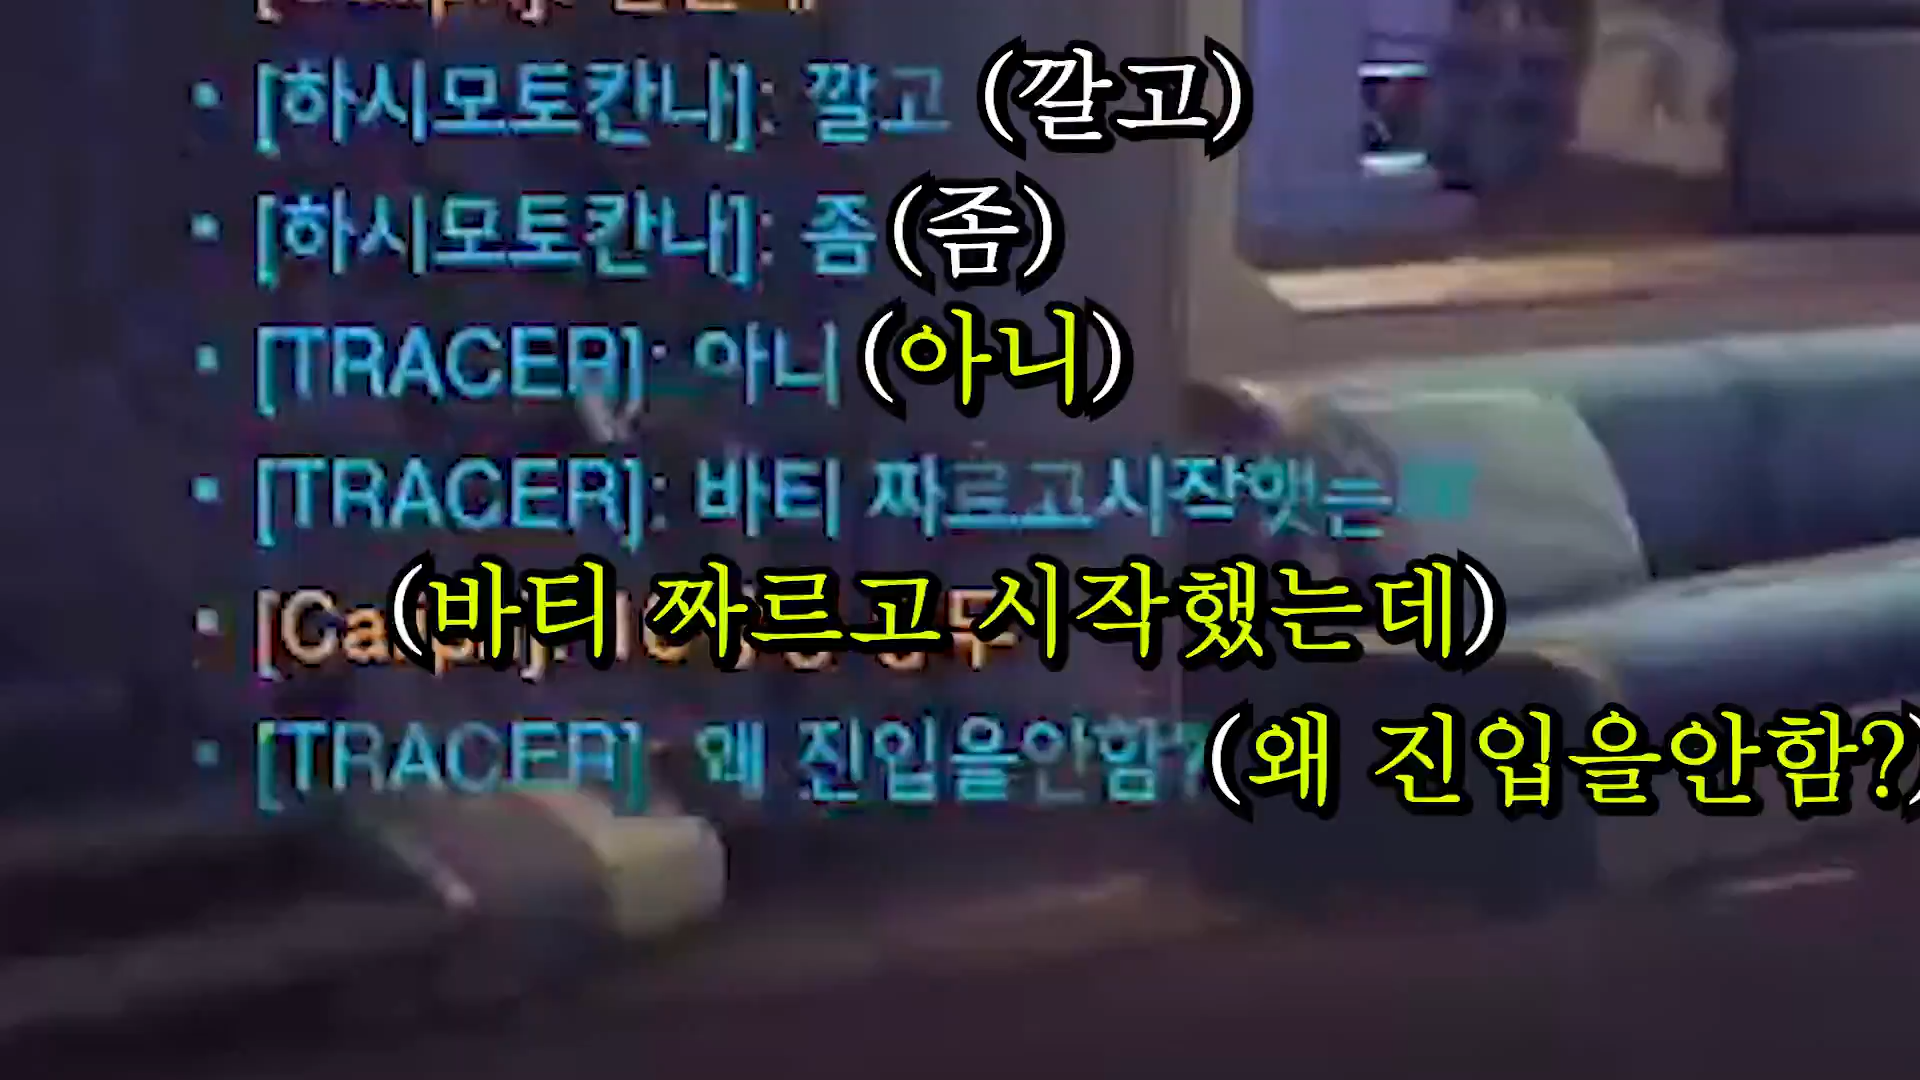 [하시모토칸나]: 깔고 (깔고)
[하시모토칸나]: 좀 (좀)
[TRACER]: 아니 (아니)
[TRACER]: 바티 짜르고시작햇는데
(바티 짜르고 시작했는데)
[TRACER]: 왜 진입을안함? (왜 진입을안함?)